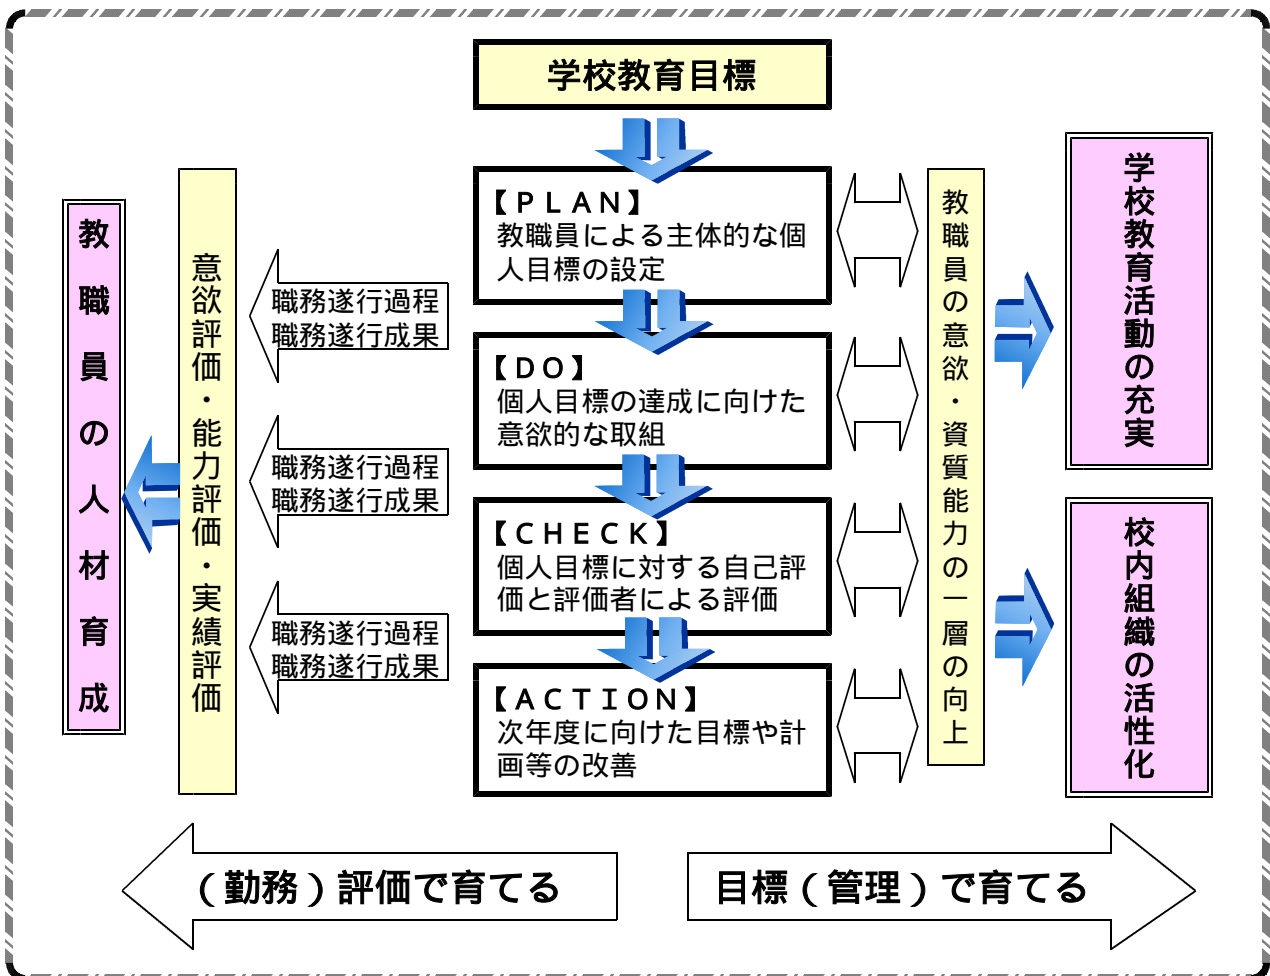 学校教育目標
【ＰＬＡＮ】
教職員による主体的な個
人目標の設定
【ＤＯ】
個人目標の達成に向けた
意欲的な取組
【ＣＨＥＣＫ】
個人目標に対する自己評
価と評価者による評価
【ＡＣＴＩＯＮ】
次年度に向けた目標や計
画等の改善
職務遂行過程
職務遂行成果
職務遂行過程
職務遂行成果
職務遂行過程
職務遂行成果
意欲評価・能力評価・実績評価
教職員の人材育成
教職員の意欲・資質能力の一層の向上
学校教育活動の充実
校内組織の活性化
（勤務）評価で育てる
目標（管理）で育てる